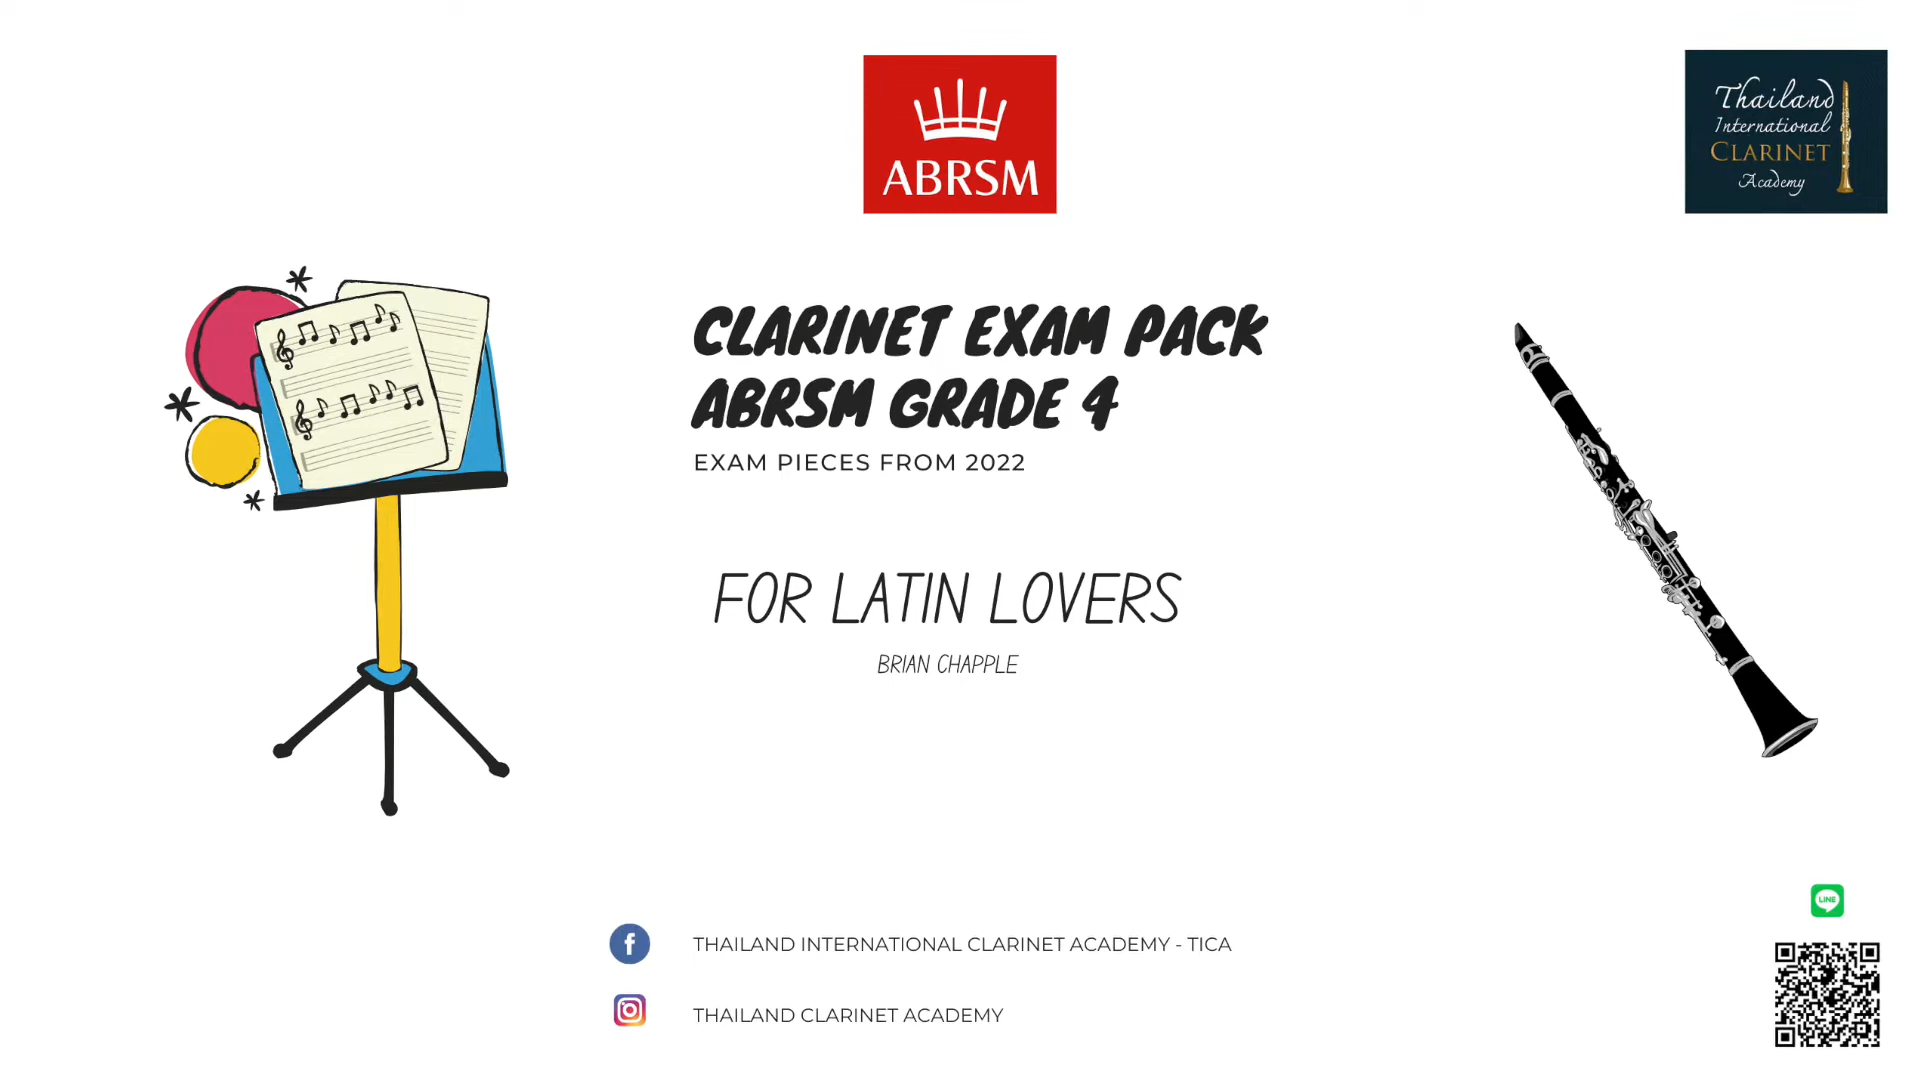 ABRSM
Thailand
International
CLARINET
Academy
CLARINET EXAM PACK
ABRSM GRADE 4
EXAM PIECES FROM 2022
FOR LATIN LOVERS
BRIAN CHAPPLE
LINE
THAILAND INTERNATIONAL CLARINET ACADEMY - TICA
THAILAND CLARINET ACADEMY